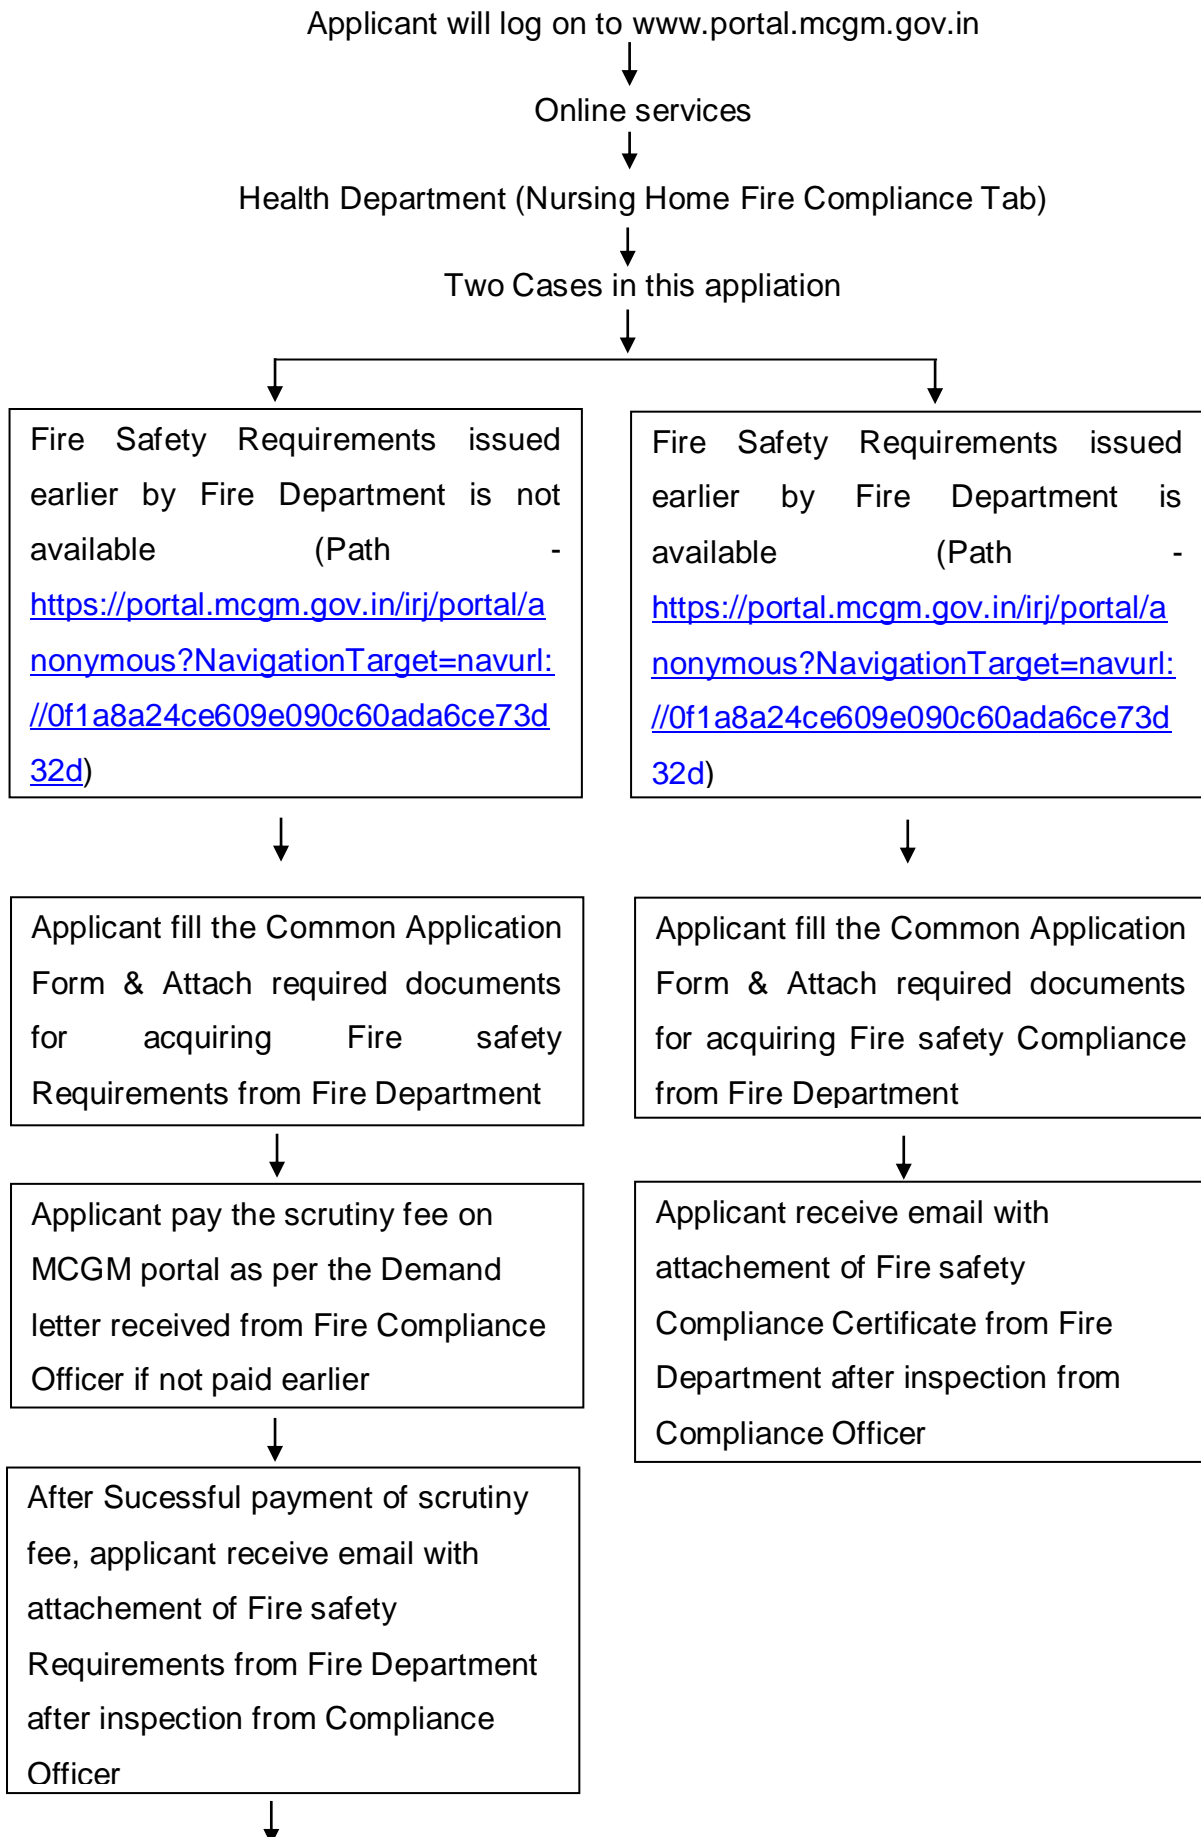 Applicant will log on to www.portal.mcgm.gov.in
Online services
Health Department (Nursing Home Fire Compliance Tab)
Two Cases in this appliation
Fire Safety Requirements issued
earlier by Fire Department is not
available (Path -
https://portal.mcgm.gov.in/irj/portal/a
nonymous?NavigationTarget=navurl:
//0f1a8a24ce609e090c60ada6ce73d
32d)
Applicant fill the Common Application
Form & Attach required documents
for acquiring Fire safety
Requirements from Fire Department
Applicant pay the scrutiny fee on
MCGM portal as per the Demand
letter received from Fire Compliance
Officer if not paid earlier
After Sucessful payment of scrutiny
fee, applicant receive email with
attachement of Fire safety
Requirements from Fire Department
after inspection from Compliance
Officer
Fire Safety Requirements issued
earlier by Fire Department is
available (Path -
https://portal.mcgm.gov.in/irj/portal/a
nonymous?NavigationTarget=navurl:
//0f1a8a24ce609e090c60ada6ce73d
32d)
Applicant fill the Common Application
Form & Attach required documents
for acquiring Fire safety Compliance
from Fire Department
Applicant receive email with
attachement of Fire safety
Compliance Certificate from Fire
Department after inspection from
Compliance Officer